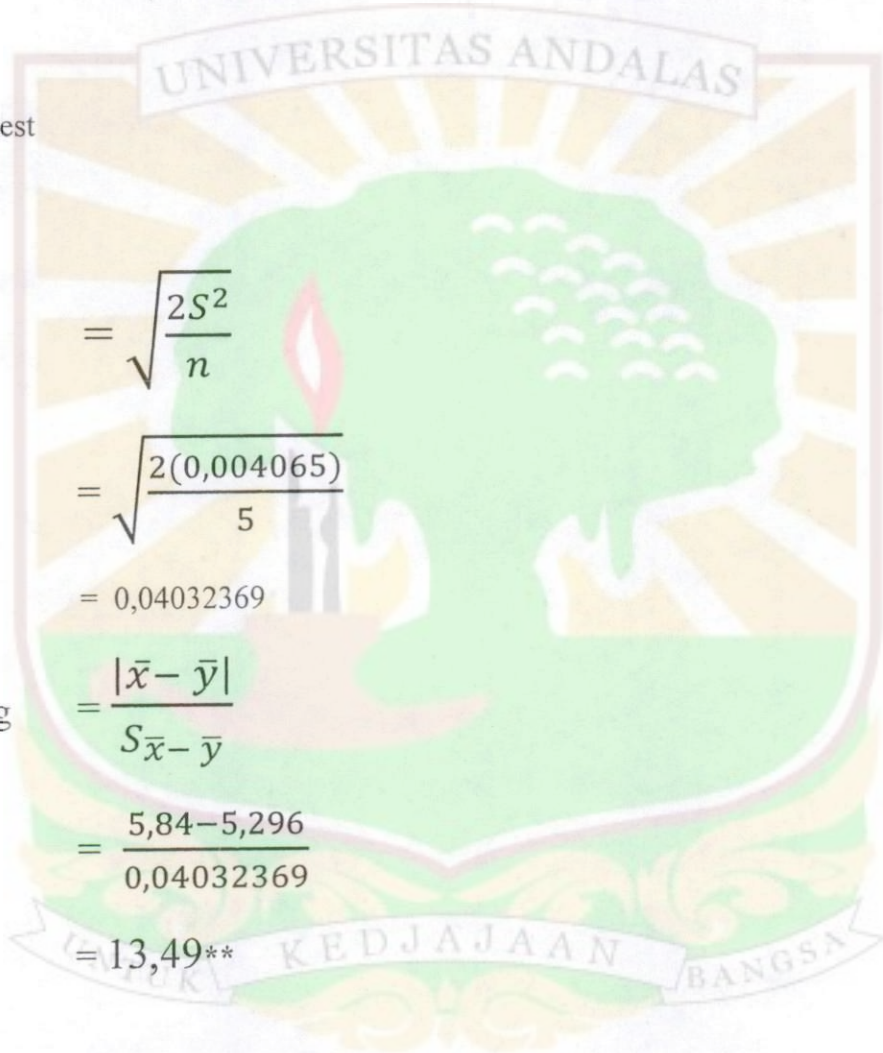 UNIVERSITAS ANDALAS
est
= √(2S²/n)
= √(2(0,004065)/5)
= 0,04032369
g = |x̄ − ȳ| / S x̄ − ȳ
= 5,84−5,296 / 0,04032369
= 13,49**
UNTUK KEDJAJAAN BANGSA